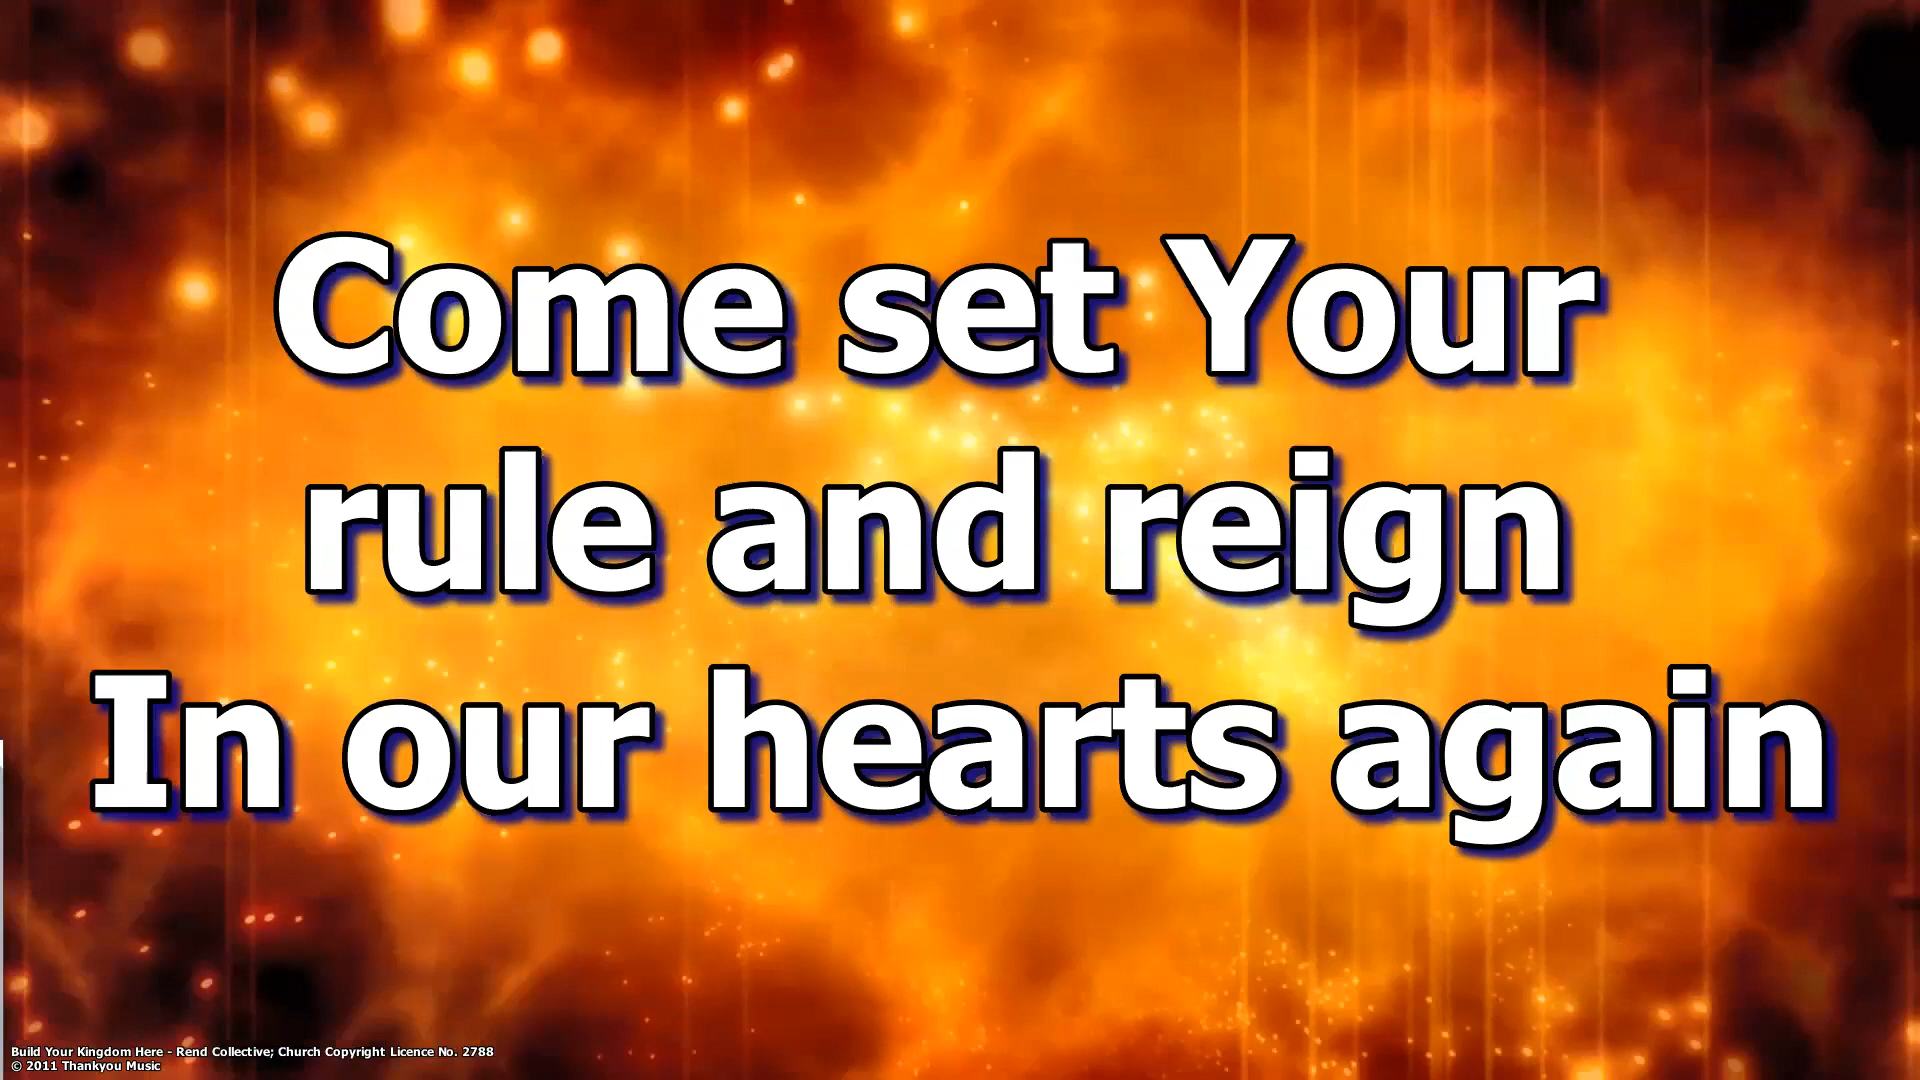 Come set Your
rule and reign
In our hearts again
Build Your Kingdom Here - Rend Collective; Church Copyright Licence No. 2788
© 2011 Thankyou Music